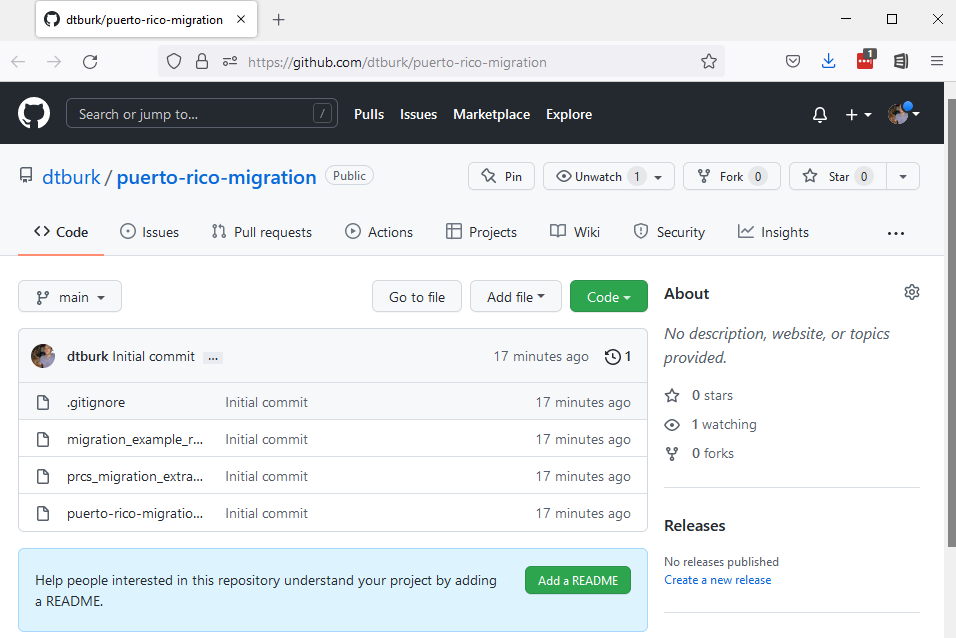 dtburk/puerto-rico-migration
https://github.com/dtburk/puerto-rico-migration
1
Search or jump to... /
Pulls Issues Marketplace Explore
dtburk / puerto-rico-migration Public
Pin Unwatch 1 Fork 0 Star 0
Code Issues Pull requests Actions Projects Wiki Security Insights ...
main Go to file Add file Code
dtburk Initial commit ... 17 minutes ago 1
.gitignore Initial commit 17 minutes ago
migration_example_r... Initial commit 17 minutes ago
prcs_migration_extra... Initial commit 17 minutes ago
puerto-rico-migratio... Initial commit 17 minutes ago
Help people interested in this repository understand your project by adding
a README.
Add a README
About
No description, website, or topics
provided.
0 stars
1 watching
0 forks
Releases
No releases published
Create a new release